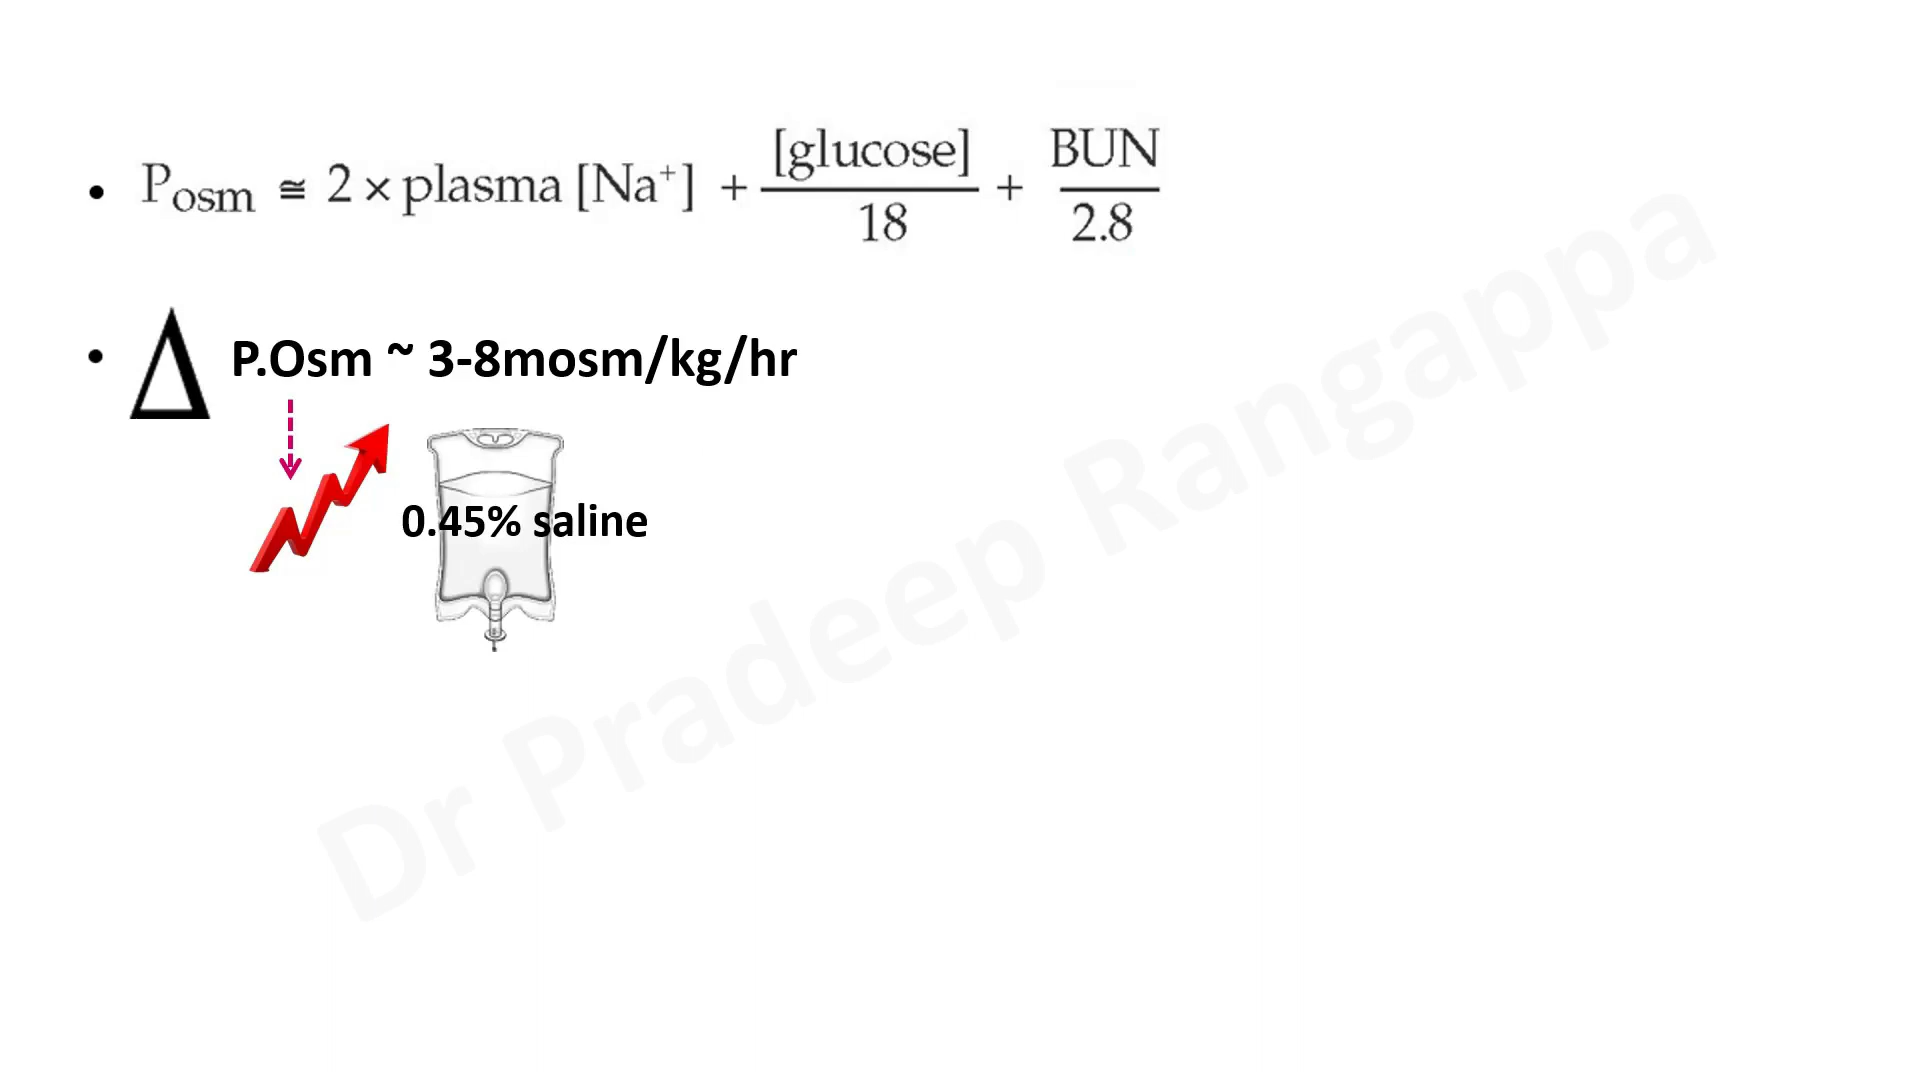 • P_osm ≅ 2 × plasma [Na⁺] + [glucose]/18 + BUN/2.8
• Δ P.Osm ~ 3-8mosm/kg/hr
0.45% saline
Dr Pradeep Rangappa